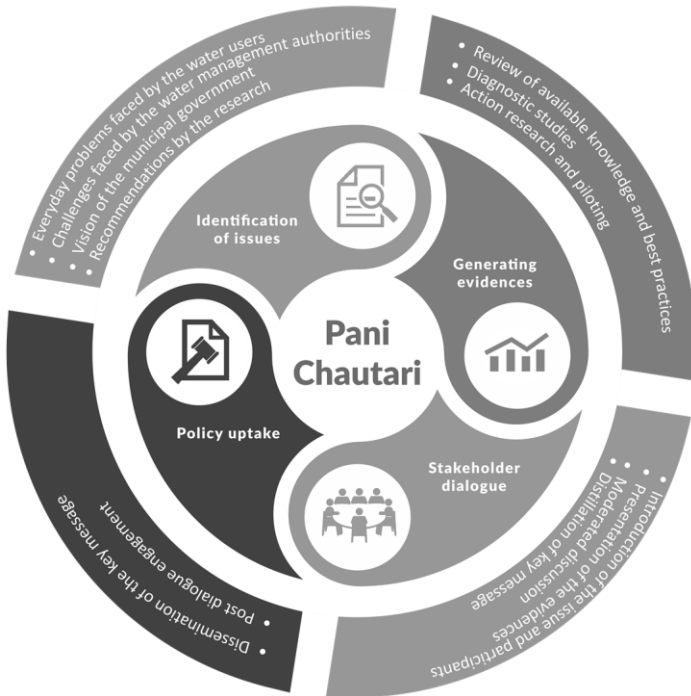 Pani
Chautari
Identification
of issues
• Everyday problems faced by the water users
• Challenges faced by the water management authorities
• Vision of the municipal government
• Recommendations by the research
Generating
evidences
• Review of available knowledge and best practices
• Diagnostic studies
• Action research and piloting
Stakeholder
dialogue
• Introduction of the issue and participants
• Presentation of the evidences
• Moderated discussion
• Distillation of key message
Policy uptake
• Dissemination of the key message
• Post dialogue engagement